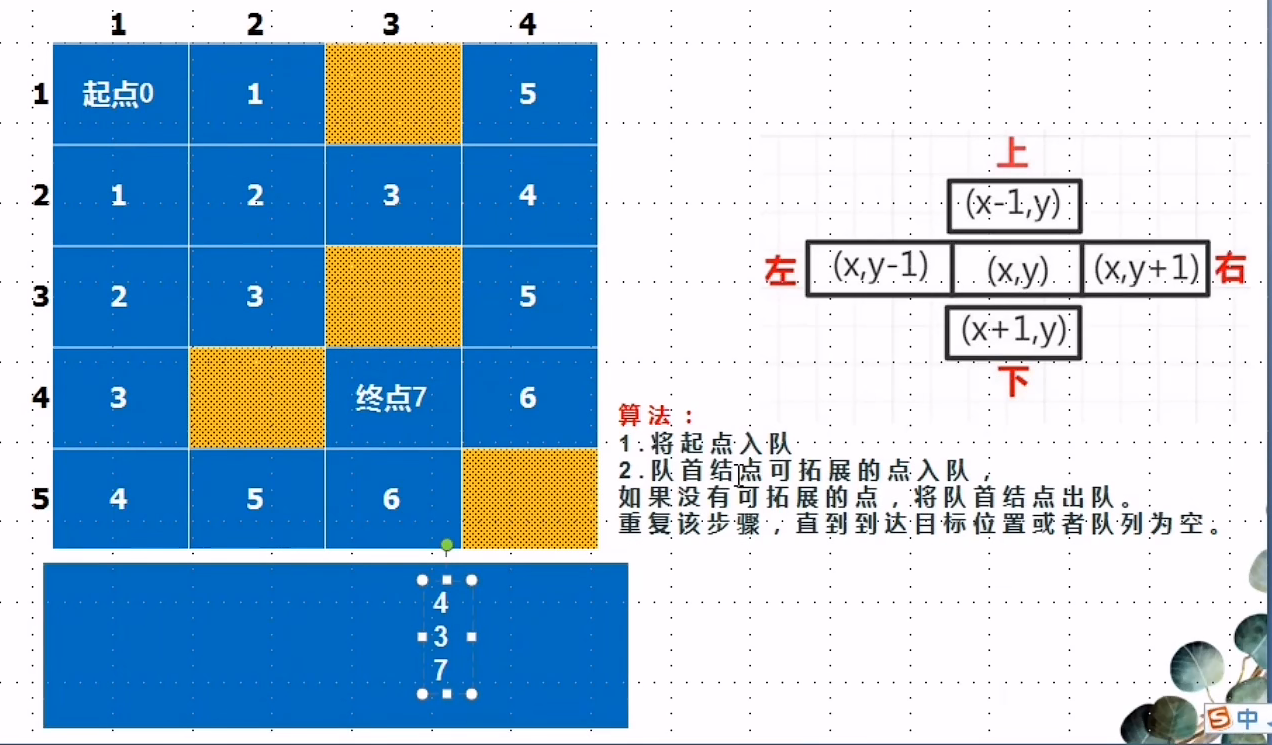 1 2 3 4
1 起点0 1 5
2 1 2 3 4
3 2 3 5
4 3 终点7 6
5 4 5 6
4
3
7
上
(x-1,y)
左 (x,y-1) (x,y) (x,y+1) 右
(x+1,y)
下
算法：
1.将起点入队
2.队首结点可拓展的点入队，
如果没有可拓展的点，将队首结点出队。
重复该步骤，直到到达目标位置或者队列为空。
S 中